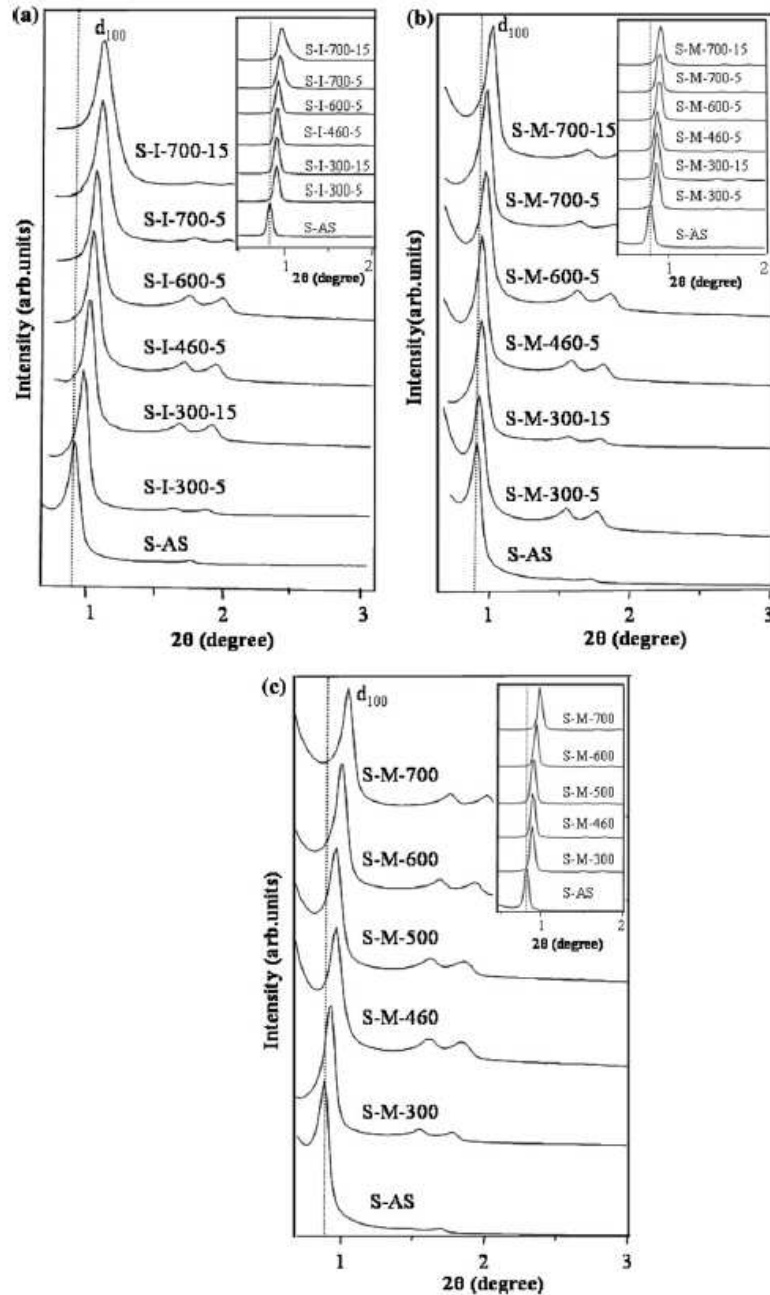 (a)
d100
S-I-700-15
S-I-700-5
S-I-600-5
S-I-460-5
S-I-300-15
S-I-300-5
S-AS
Intensity (arb.units)
1
2
3
2θ (degree)
S-I-700-15
S-I-700-5
S-I-600-5
S-I-460-5
S-I-300-15
S-I-300-5
S-AS
1
2
2θ (degree)
(b)
d100
S-M-700-15
S-M-700-5
S-M-600-5
S-M-460-5
S-M-300-15
S-M-300-5
S-AS
Intensity(arb.units)
1
2
3
2θ (degree)
S-M-700-15
S-M-700-5
S-M-600-5
S-M-460-5
S-M-300-15
S-M-300-5
S-AS
1
2
2θ (degree)
(c)
d100
S-M-700
S-M-600
S-M-500
S-M-460
S-M-300
S-AS
Intensity (arb.units)
1
2
3
2θ (degree)
S-M-700
S-M-600
S-M-500
S-M-460
S-M-300
S-AS
1
2
2θ (degree)